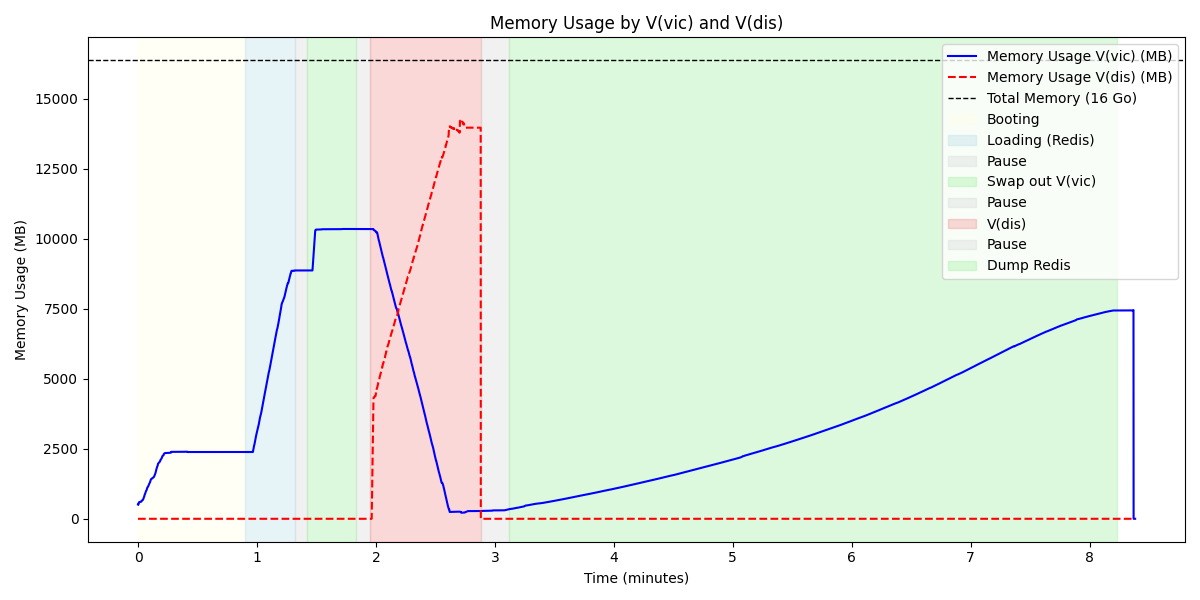 Memory Usage by V(vic) and V(dis)
Memory Usage (MB)
15000
12500
10000
7500
5000
2500
0
Memory Usage V(vic) (MB)
Memory Usage V(dis) (MB)
Total Memory (16 Go)
Booting
Loading (Redis)
Pause
Swap out V(vic)
Pause
V(dis)
Pause
Dump Redis
0 1 2 3 4 5 6 7 8
Time (minutes)